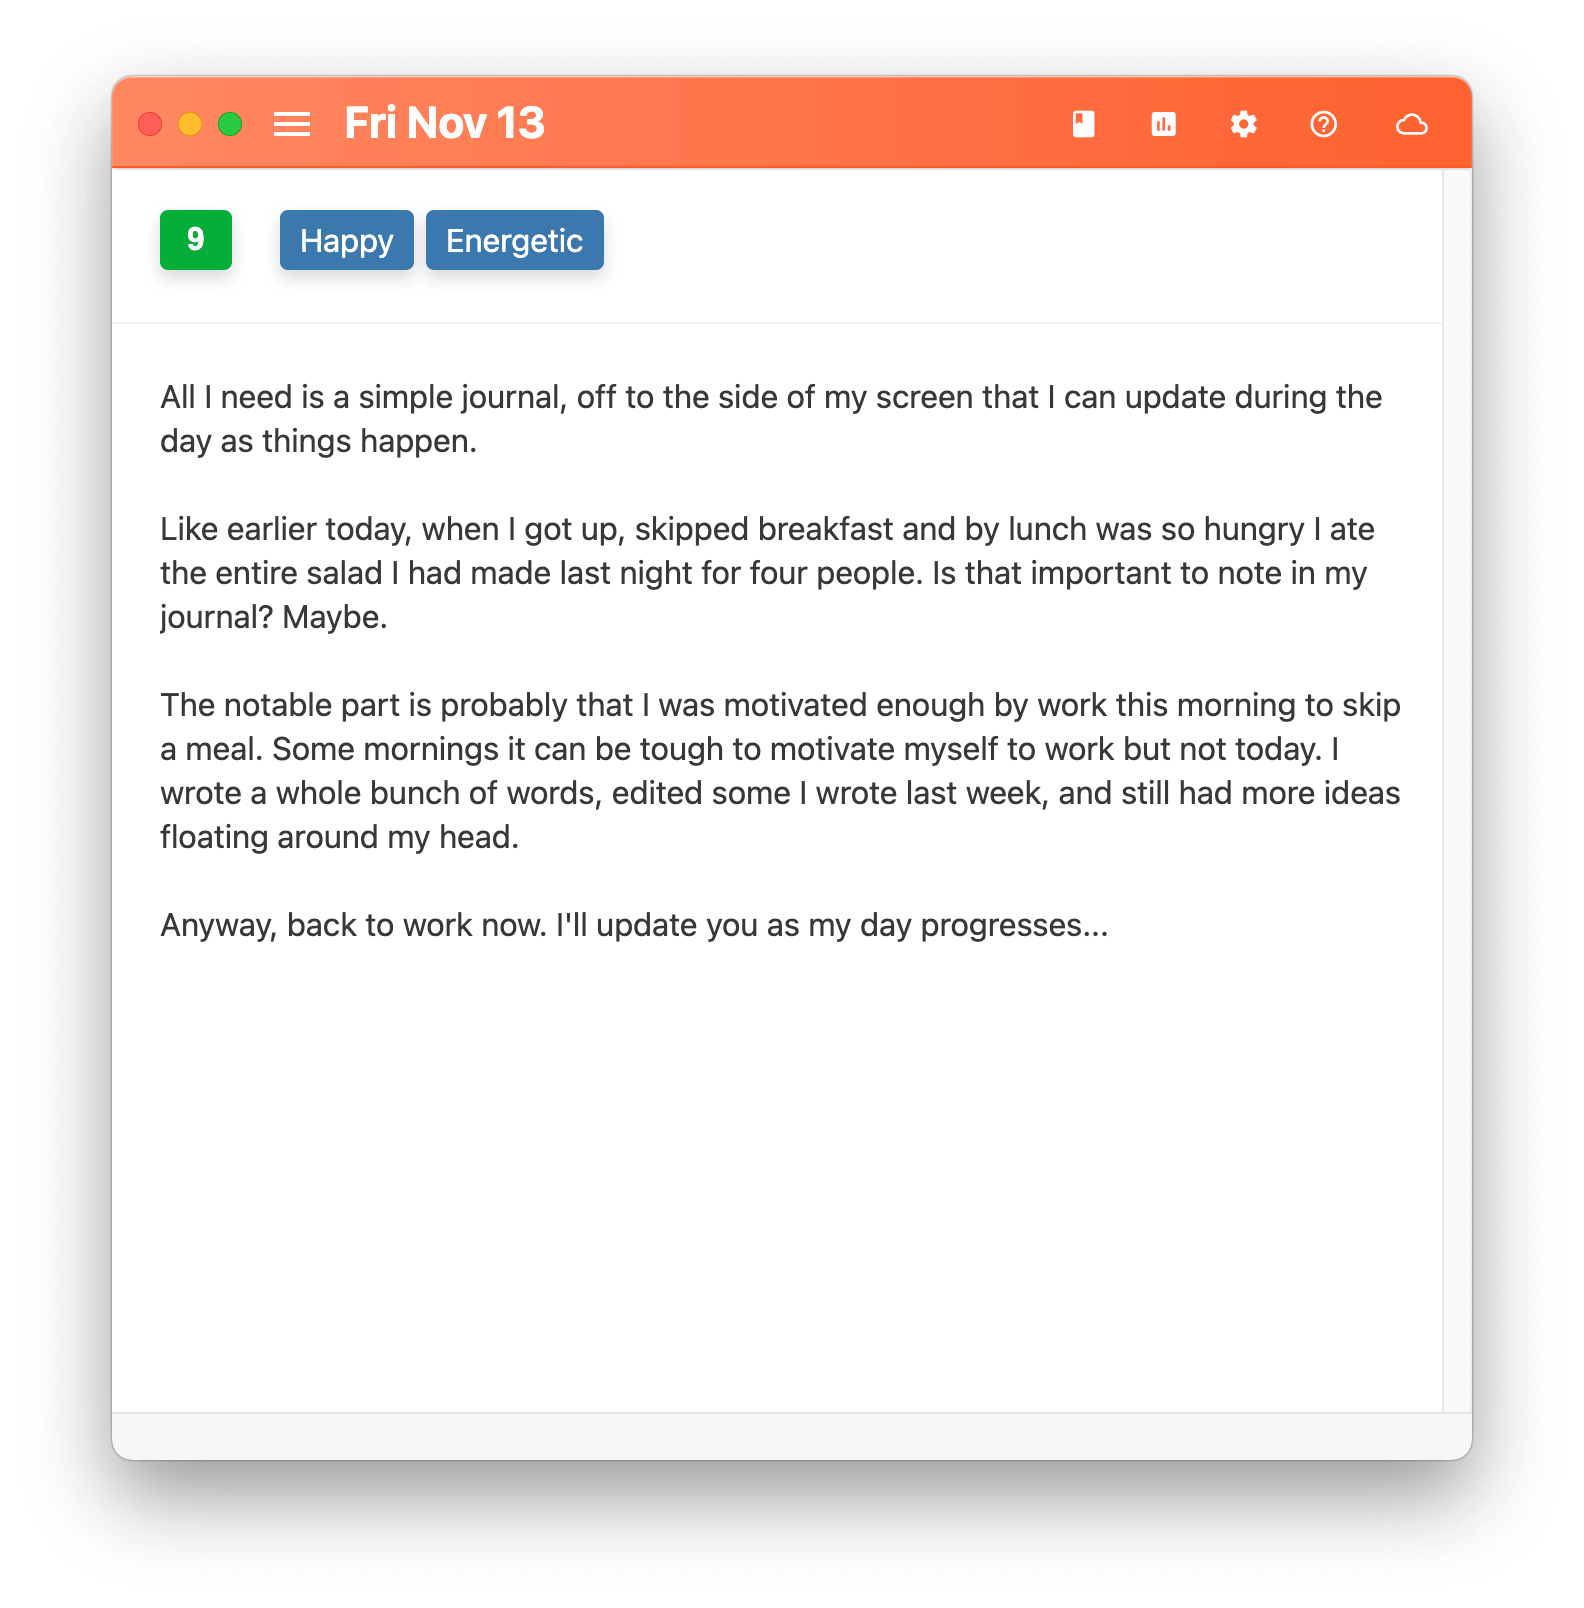 Fri Nov 13
9 Happy Energetic
All I need is a simple journal, off to the side of my screen that I can update during the
day as things happen.
Like earlier today, when I got up, skipped breakfast and by lunch was so hungry I ate
the entire salad I had made last night for four people. Is that important to note in my
journal? Maybe.
The notable part is probably that I was motivated enough by work this morning to skip
a meal. Some mornings it can be tough to motivate myself to work but not today. I
wrote a whole bunch of words, edited some I wrote last week, and still had more ideas
floating around my head.
Anyway, back to work now. I'll update you as my day progresses...